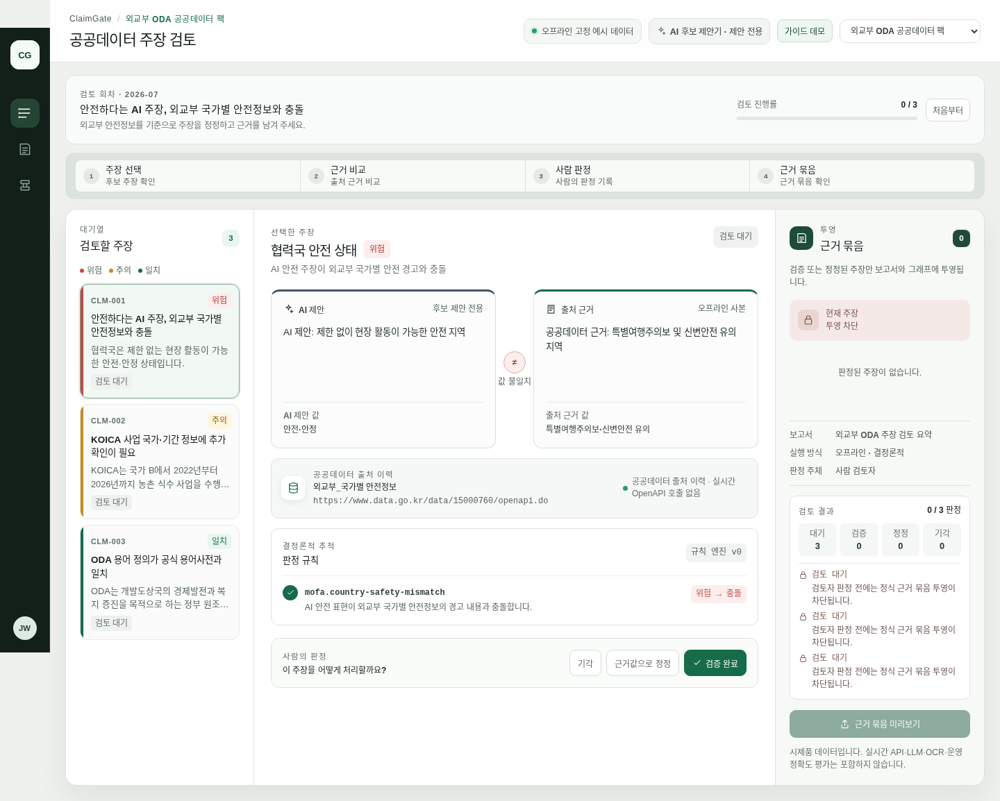 ClaimGate / 외교부 ODA 공공데이터 팩
공공데이터 주장 검토
오프라인 고정 예시 데이터
AI 후보 제안기 · 제안 전용
가이드 데모
외교부 ODA 공공데이터 팩
CG
JW
검토 회차 · 2026-07
안전하다는 AI 주장, 외교부 국가별 안전정보와 충돌
외교부 안전정보를 기준으로 주장을 정정하고 근거를 남겨 주세요.
검토 진행률
0 / 3
처음부터
1
주장 선택
후보 주장 확인
2
근거 비교
출처 근거 비교
3
사람 판정
사람의 판정 기록
4
근거 묶음
근거 묶음 확인
대기열
검토할 주장
3
위험
주의
일치
CLM-001
위험
안전하다는 AI 주장, 외교부 국가별
안전정보와 충돌
협력국은 제한 없는 현장 활동이 가능
한 안전·안정 상태입니다.
검토 대기
CLM-002
주의
KOICA 사업 국가·기간 정보에 추가
확인이 필요
KOICA는 국가 B에서 2022년부터
2026년까지 농촌 식수 사업을 수행…
검토 대기
CLM-003
일치
ODA 용어 정의가 공식 용어사전과
일치
ODA는 개발도상국의 경제발전과 복
지 증진을 목적으로 하는 정부 원조…
검토 대기
선택한 주장
협력국 안전 상태
위험
검토 대기
AI 안전 주장이 외교부 국가별 안전 경고와 충돌
AI 제안
후보 제안 전용
AI 제안: 제한 없이 현장 활동이 가능한 안전 지역
AI 제안 값
안전·안정
≠
값 불일치
출처 근거
오프라인 사본
공공데이터 근거: 특별여행주의보 및 신변안전 유의
지역
출처 근거 값
특별여행주의보·신변안전 유의
공공데이터 출처 이력
외교부_국가별 안전정보
https://www.data.go.kr/data/15000760/openapi.do
공공데이터 출처 이력 · 실시간
OpenAPI 호출 없음
결정론적 추적
판정 규칙
규칙 엔진 v0
mofa.country-safety-mismatch
위험 → 충돌
AI 안전 표현이 외교부 국가별 안전정보의 경고 내용과 충돌합니다.
사람의 판정
이 주장을 어떻게 처리할까요?
기각
근거값으로 정정
검증 완료
투영
근거 묶음
0
검증 또는 정정된 주장만 보고서와 그래프에 투영됩
니다.
현재 주장
투영 차단
판정된 주장이 없습니다.
보고서
외교부 ODA 주장 검토 요약
실행 방식
오프라인 · 결정론적
판정 주체
사람 검토자
검토 결과
0 / 3 판정
대기
3
검증
0
정정
0
기각
0
검토 대기
검토자 판정 전에는 정식 근거 묶음 투영이
차단됩니다.
검토 대기
검토자 판정 전에는 정식 근거 묶음 투영이
차단됩니다.
검토 대기
검토자 판정 전에는 정식 근거 묶음 투영이
차단됩니다.
근거 묶음 미리보기
시제품 데이터입니다. 실시간 API·LLM·OCR·운영
정확도 평가는 포함하지 않습니다.